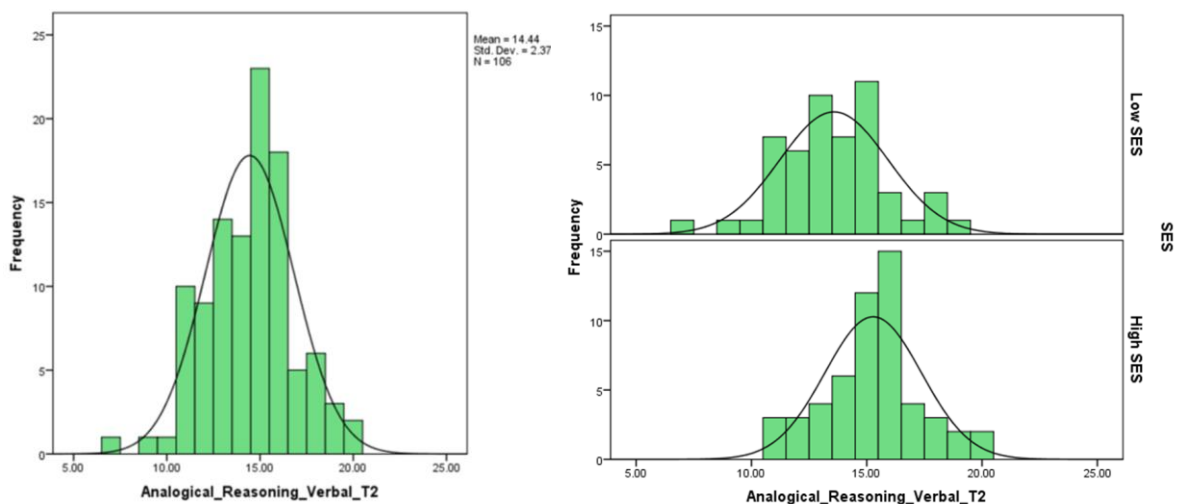 25
20
15
10
5
0
Frequency
5.00 10.00 15.00 20.00 25.00
Analogical_Reasoning_Verbal_T2
Mean = 14.44
Std. Dev. = 2.37
N = 106
15
10
5
0
Low SES
15
10
5
0
High SES
Frequency
SES
5.00 10.00 15.00 20.00 25.00
Analogical_Reasoning_Verbal_T2